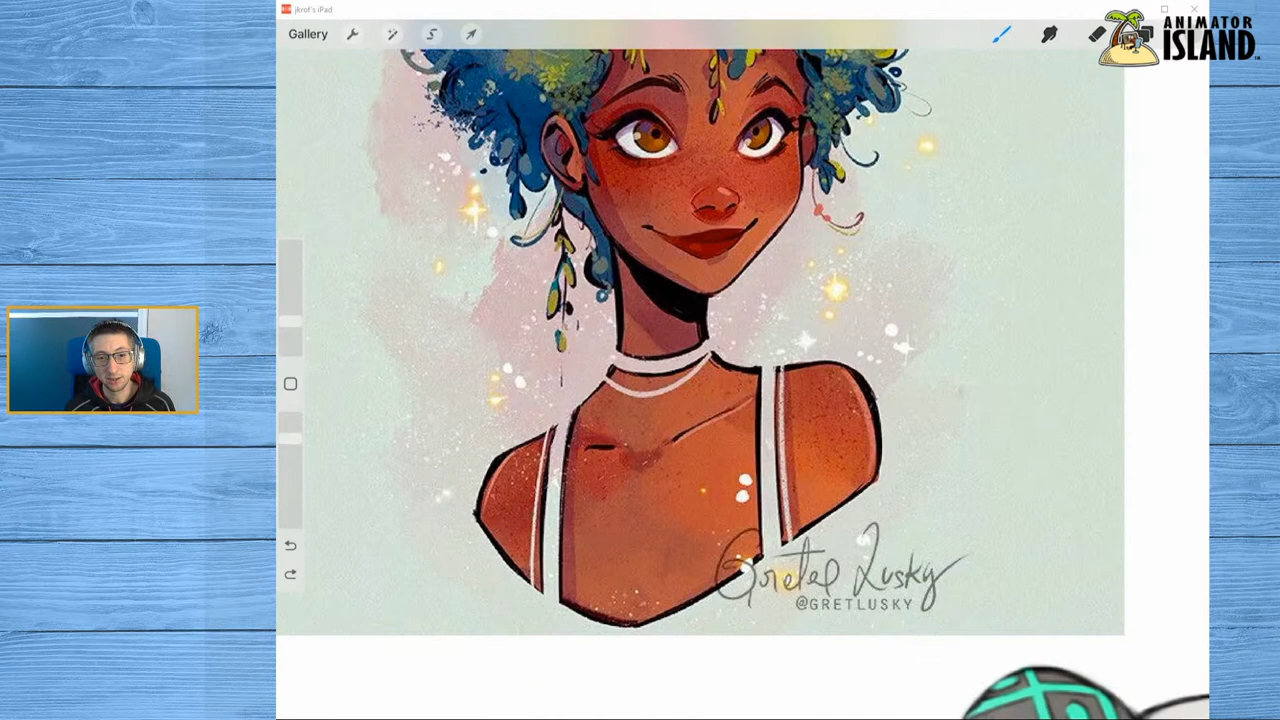 jkrof's iPad
Gallery
ANIMATOR
ISLAND
Gretel Lusky
@GRETLUSKY